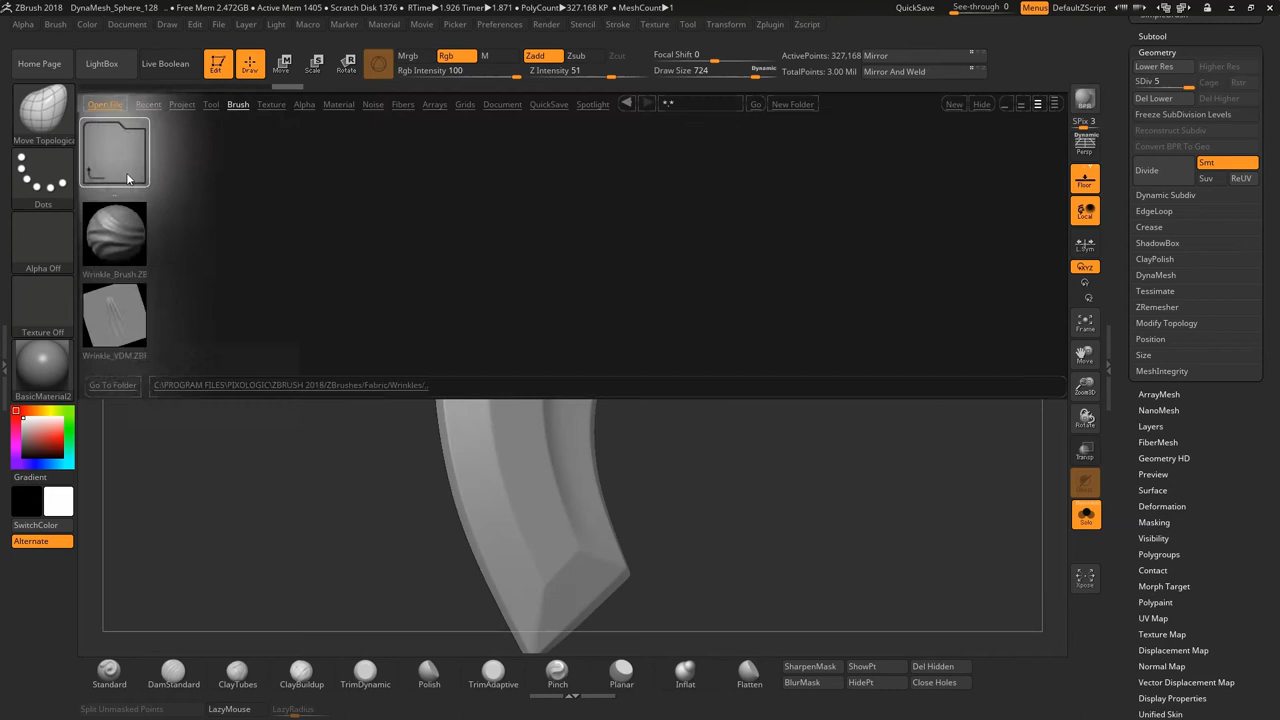 ZBrush 2018 DynaMesh_Sphere_128 .. ● Free Mem 2.472GB ● Active Mem 1405 ● Scratch Disk 1376 ● RTime▸1.926 Timer▸1.871 ● PolyCount▸327.168 KP ● MeshCount▸1 QuickSave See-through 0 Menus DefaultZScript
Alpha Brush Color Document Draw Edit File Layer Light Macro Marker Material Movie Picker Preferences Render Stencil Stroke Texture Tool Transform Zplugin Zscript
Home Page LightBox Live Boolean Edit Draw Move Scale Rotate
Mrgb Rgb M Zadd Zsub Zcut
Rgb Intensity 100 Z Intensity 51
Focal Shift 0
Draw Size 724 Dynamic
ActivePoints: 327,168 Mirror
TotalPoints: 3.00 Mil Mirror And Weld
Open File Recent Project Tool Brush Texture Alpha Material Noise Fibers Arrays Grids Document QuickSave Spotlight *.* Go New Folder New Hide
..
Wrinkle_Brush.ZB
Wrinkle_VDM.ZBP
Go To Folder C:\PROGRAM FILES\PIXOLOGIC\ZBRUSH 2018/ZBrushes/Fabric/Wrinkles/..
Move Topologica
Dots
Alpha Off
Texture Off
BasicMaterial2
Gradient
SwitchColor
Alternate
BPR
SPix 3
Dynamic
Persp
Floor
Local
L.Sym
XYZ
Frame
Move
Zoom3D
Rotate
Transp
Solo
Xpose
SimpleBrush
Subtool
Geometry
Lower Res Higher Res
SDiv 5 Cage Rstr
Del Lower Del Higher
Freeze SubDivision Levels
Reconstruct Subdiv
Convert BPR To Geo
Divide Smt
Suv ReUV
Dynamic Subdiv
EdgeLoop
Crease
ShadowBox
ClayPolish
DynaMesh
Tessimate
ZRemesher
Modify Topology
Position
Size
MeshIntegrity
ArrayMesh
NanoMesh
Layers
FiberMesh
Geometry HD
Preview
Surface
Deformation
Masking
Visibility
Polygroups
Contact
Morph Target
Polypaint
UV Map
Texture Map
Displacement Map
Normal Map
Vector Displacement Map
Display Properties
Unified Skin
Standard DamStandard ClayTubes ClayBuildup TrimDynamic Polish TrimAdaptive Pinch Planar Inflat Flatten
SharpenMask ShowPt Del Hidden
BlurMask HidePt Close Holes
Split Unmasked Points LazyMouse LazyRadius